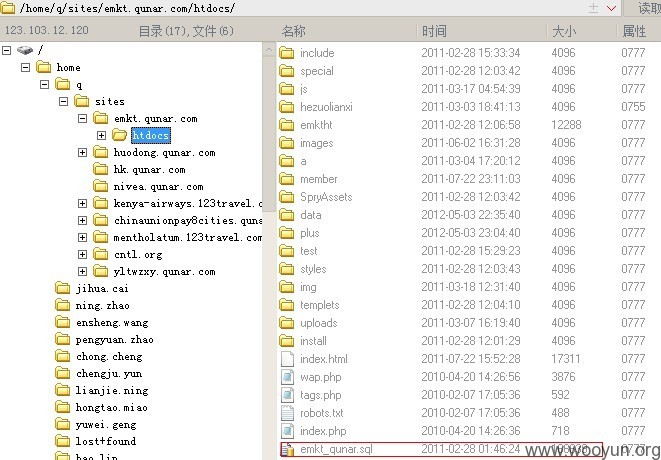 /home/q/sites/emkt.qunar.com/htdocs/
读取
123.103.12.120 目录(17),文件(6) 名称 时间 大小 属性
/
home
q
sites
emkt.qunar.com
htdocs
huodong.qunar.com
hk.qunar.com
nivea.qunar.com
kenya-airways.123travel.c
chinaunionpay8cities.quna
mentholatum.123travel.com
cntl.org
yltwzxy.qunar.com
jihua.cai
ning.zhao
ensheng.wang
pengyuan.zhao
chong.cheng
chengju.yun
lianjie.ning
hongtao.miao
yuwei.geng
lost+found
hao.lin
include 2011-02-28 15:33:34 4096 0777
special 2011-02-28 12:03:42 4096 0777
js 2011-03-17 04:54:39 4096 0777
hezuolianxi 2011-03-03 18:41:13 4096 0755
emktht 2011-02-28 12:06:58 12288 0777
images 2011-06-02 16:31:28 4096 0777
a 2011-03-04 17:20:12 4096 0777
member 2011-07-22 23:11:03 4096 0777
SpryAssets 2011-02-28 12:03:42 4096 0777
data 2012-05-03 22:35:40 4096 0777
plus 2012-05-03 23:04:40 4096 0777
test 2011-02-28 15:29:23 4096 0777
styles 2011-02-28 12:03:43 4096 0777
img 2011-03-18 12:31:40 4096 0777
templets 2011-02-28 12:04:10 4096 0777
uploads 2011-03-07 16:19:40 4096 0777
install 2011-02-28 12:01:29 4096 0777
index.html 2011-07-22 15:52:28 17311 0777
wap.php 2010-04-20 14:26:56 3876 0777
tags.php 2010-02-07 17:05:36 592 0777
robots.txt 2010-02-07 17:05:36 488 0777
index.php 2010-04-20 14:26:36 718 0777
emkt_qunar.sql 2011-02-28 01:46:24 0777
www.wooyun.org